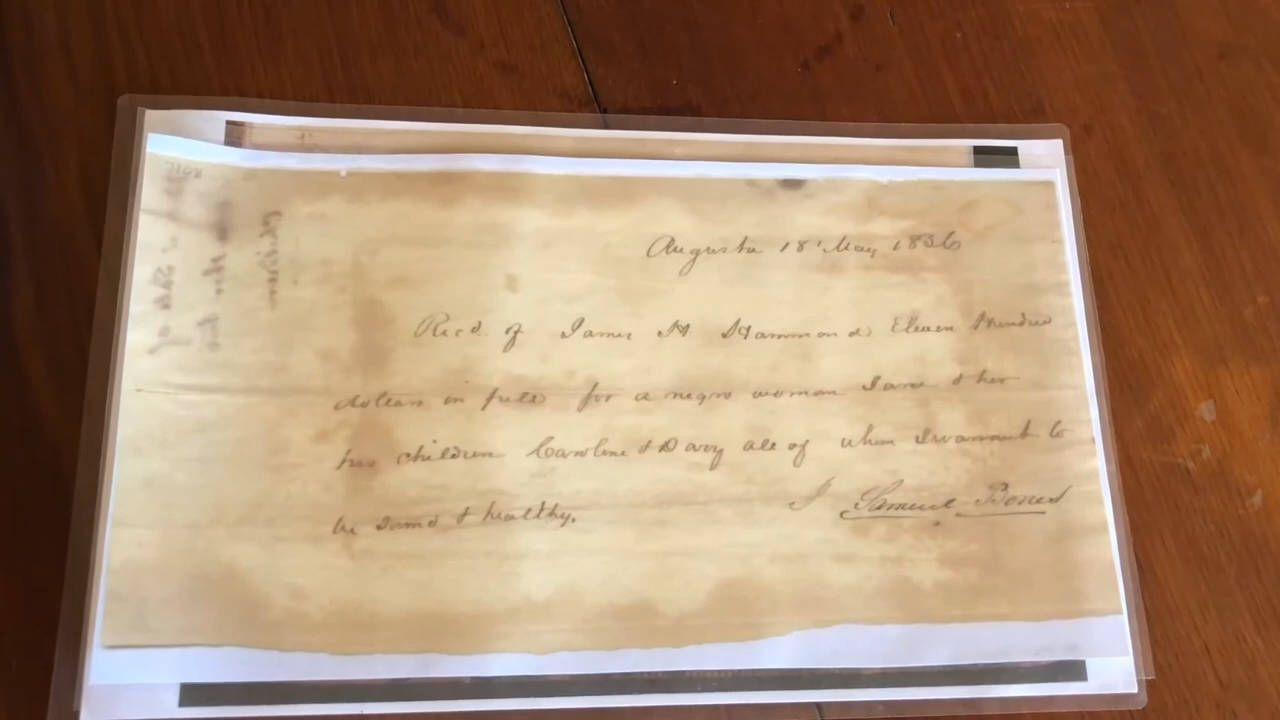 Augusta 18' May 1836
Recd. of James H Hammond Eleven Hundred
dollars in full for a negro woman Jane & her
two children Caroline & Davy all of whom I warrant to
be sound & healthy.
J Samuel Bones